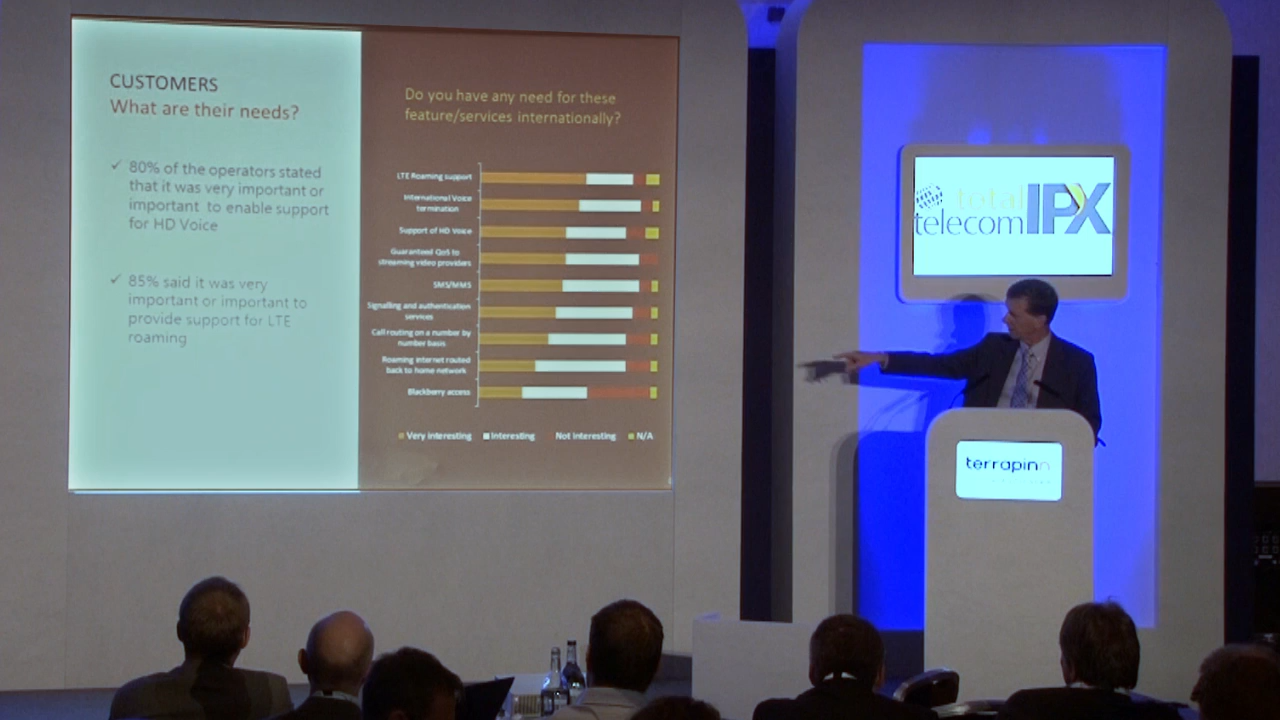 CUSTOMERS
What are their needs?
✓ 80% of the operators stated
that it was very important or
important to enable support
for HD Voice
✓ 85% said it was very
important or important to
provide support for LTE
roaming
Do you have any need for these
feature/services internationally?
LTE Roaming support
International Voice
termination
Support of HD Voice
Guaranteed QoS to
streaming video providers
SMS/MMS
Signalling and authentication
services
Call routing on a number by
number basis
Roaming internet routed
back to home network
Blackberry access
Very interesting Interesting Not interesting N/A
total
telecom IPX
terrapinn